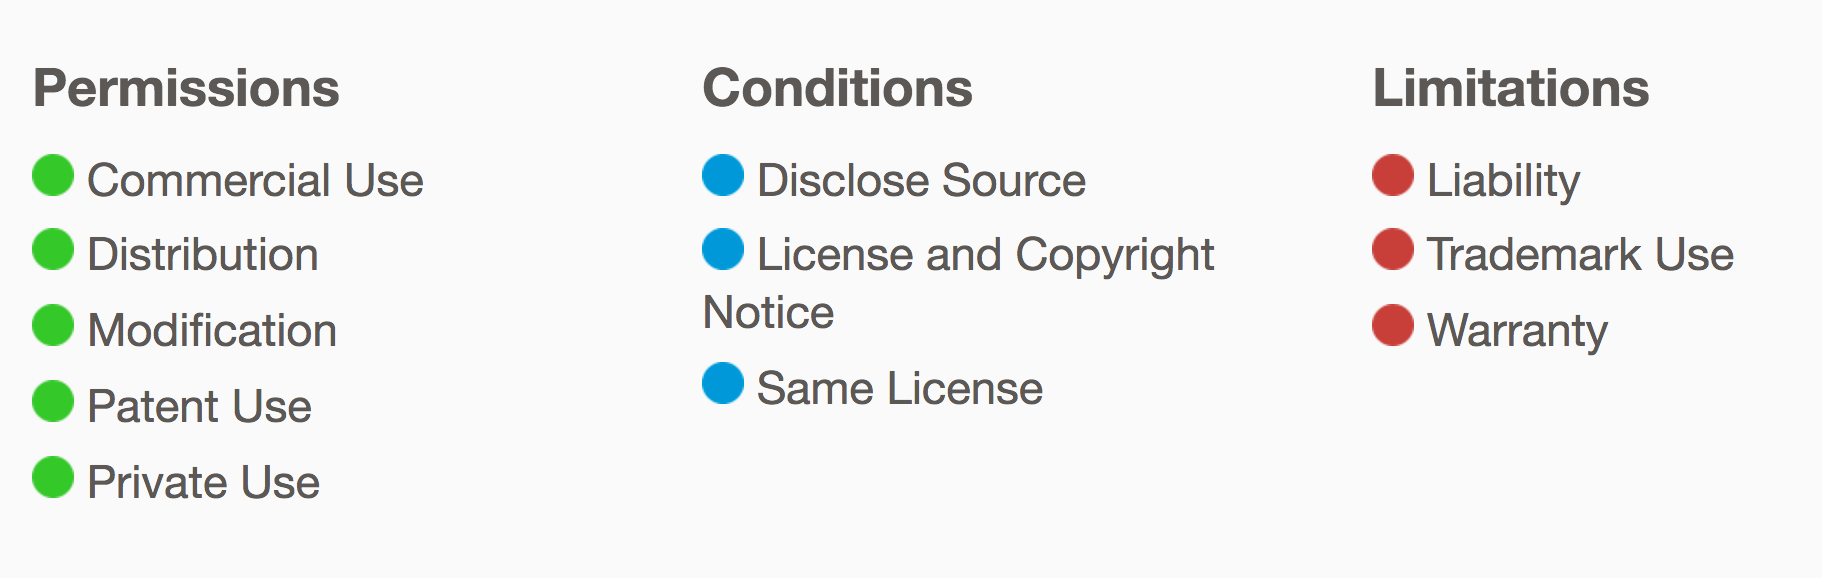 Permissions
Commercial Use
Distribution
Modification
Patent Use
Private Use
Conditions
Disclose Source
License and Copyright
Notice
Same License
Limitations
Liability
Trademark Use
Warranty